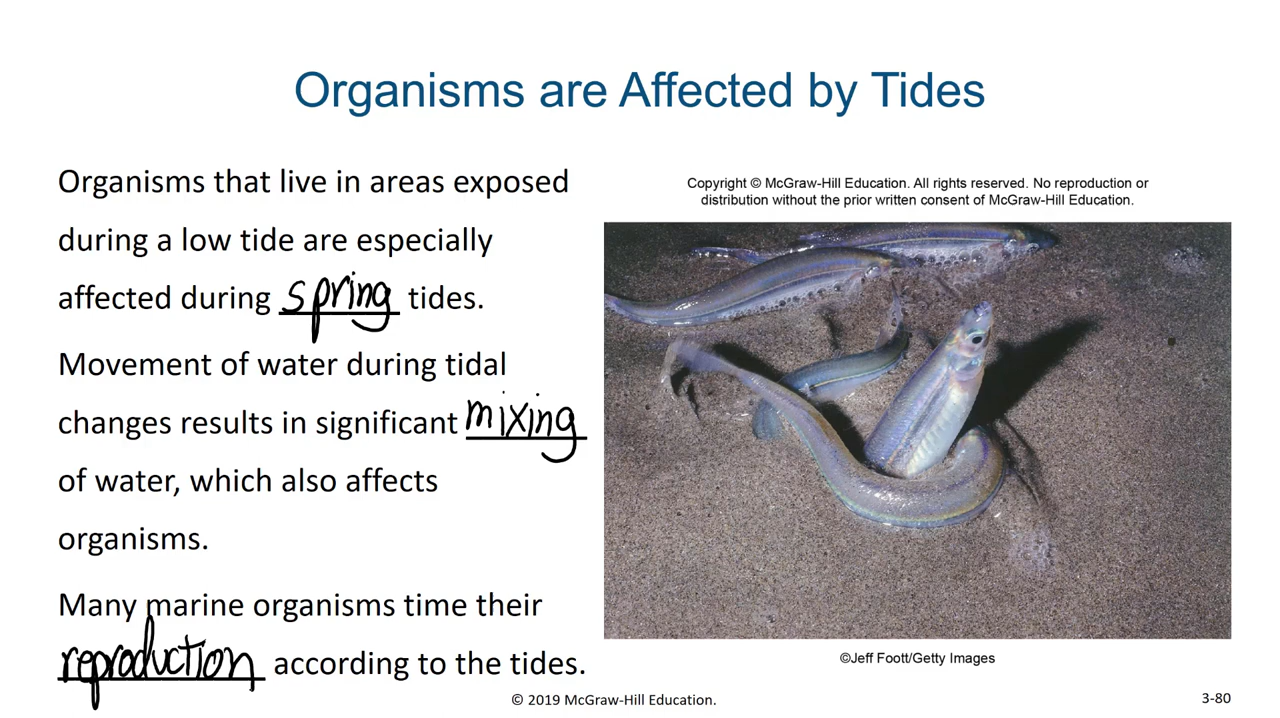 Organisms are Affected by Tides
Organisms that live in areas exposed
during a low tide are especially
affected during spring tides.
Movement of water during tidal
changes results in significant mixing
of water, which also affects
organisms.
Many marine organisms time their
reproduction according to the tides.
Copyright © McGraw-Hill Education. All rights reserved. No reproduction or
distribution without the prior written consent of McGraw-Hill Education.
©Jeff Foott/Getty Images
© 2019 McGraw-Hill Education.
3-80